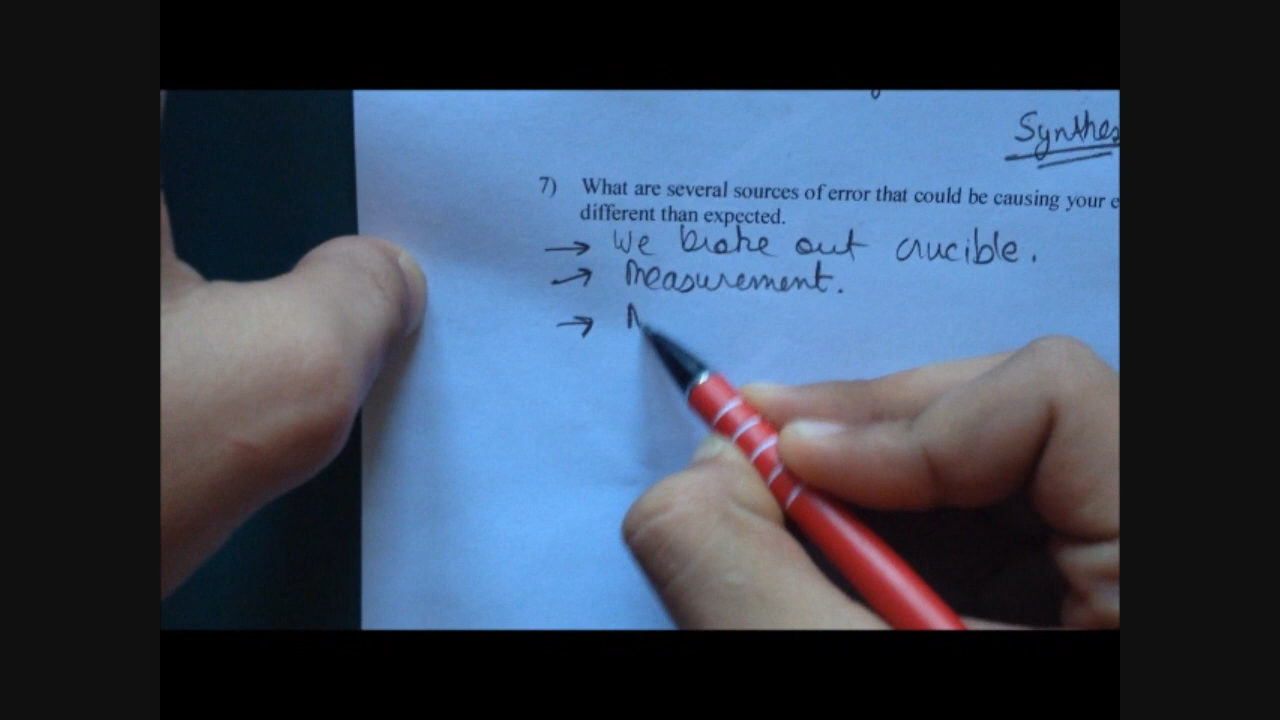 Synthes
7) What are several sources of error that could be causing your e
different than expected.
→ We broke out crucible.
→ Measurement.
→